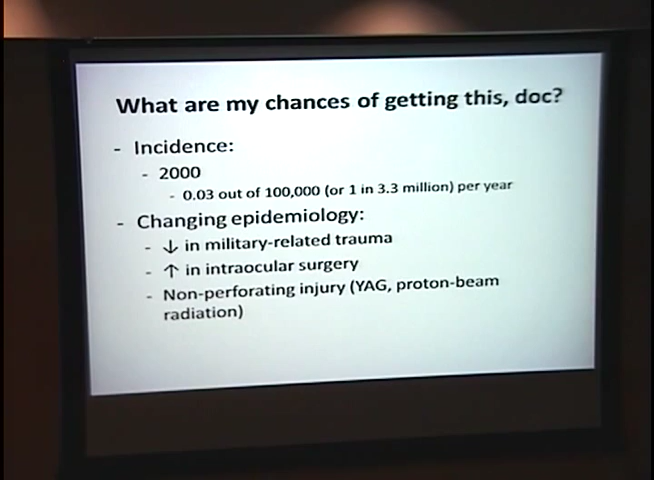 What are my chances of getting this, doc?
- Incidence:
- 2000
- 0.03 out of 100,000 (or 1 in 3.3 million) per year
- Changing epidemiology:
- ↓ in military-related trauma
- ↑ in intraocular surgery
- Non-perforating injury (YAG, proton-beam
radiation)